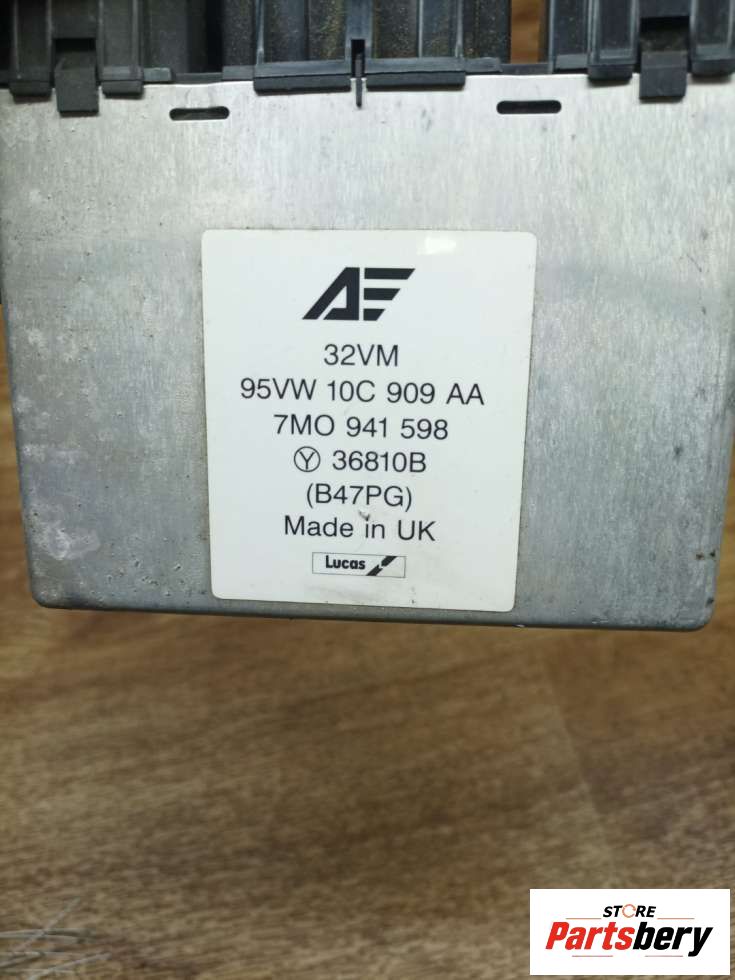 AE
32VM
95VW 10C 909 AA
7MO 941 598
Y 36810B
(B47PG)
Made in UK
Lucas
STORE
Partsbery